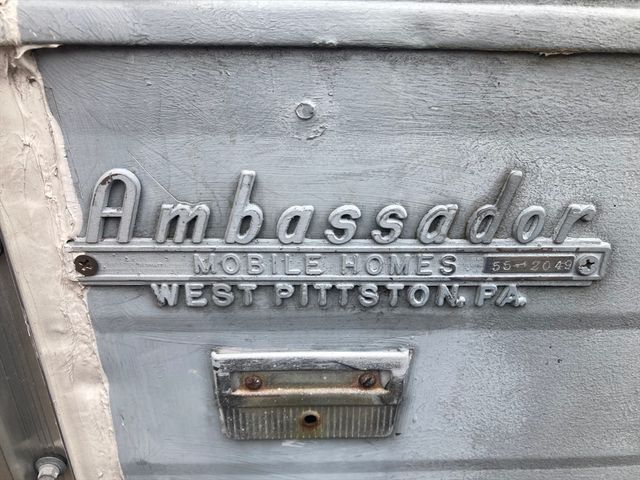 Ambassador
MOBILE HOMES 55-2049
WEST PITTSTON, PA.